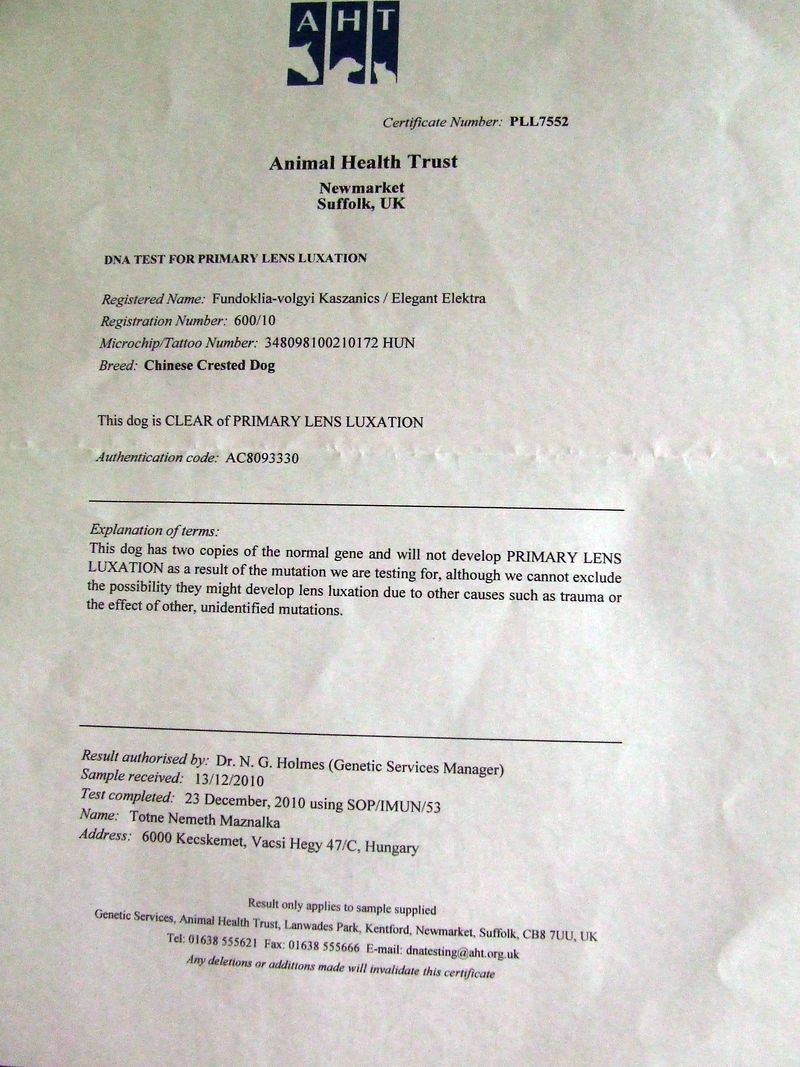 AHT
Certificate Number: PLL7552
Animal Health Trust
Newmarket
Suffolk, UK
DNA TEST FOR PRIMARY LENS LUXATION
Registered Name: Fundoklia-volgyi Kaszanics / Elegant Elektra
Registration Number: 600/10
Microchip/Tattoo Number: 348098100210172 HUN
Breed: Chinese Crested Dog
This dog is CLEAR of PRIMARY LENS LUXATION
Authentication code: AC8093330
Explanation of terms:
This dog has two copies of the normal gene and will not develop PRIMARY LENS
LUXATION as a result of the mutation we are testing for, although we cannot exclude
the possibility they might develop lens luxation due to other causes such as trauma or
the effect of other, unidentified mutations.
Result authorised by: Dr. N. G. Holmes (Genetic Services Manager)
Sample received: 13/12/2010
Test completed: 23 December, 2010 using SOP/IMUN/53
Name: Totne Nemeth Maznalka
Address: 6000 Kecskemet, Vacsi Hegy 47/C, Hungary
Result only applies to sample supplied
Genetic Services, Animal Health Trust, Lanwades Park, Kentford, Newmarket, Suffolk, CB8 7UU, UK
Tel: 01638 555621 Fax: 01638 555666 E-mail: dnatesting@aht.org.uk
Any deletions or additions made will invalidate this certificate